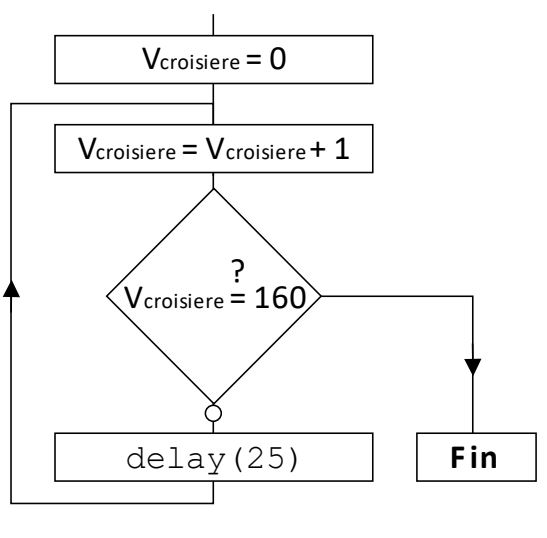 Vcroisiere = 0
Vcroisiere = Vcroisiere + 1
?
Vcroisiere = 160
delay(25)
Fin